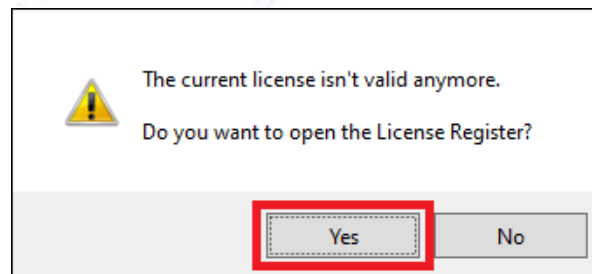 The current license isn't valid anymore.
Do you want to open the License Register?
Yes No